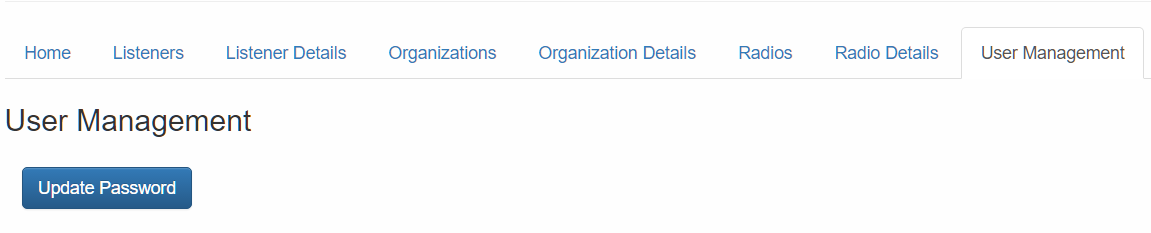 Home Listeners Listener Details Organizations Organization Details Radios Radio Details User Management
User Management
Update Password